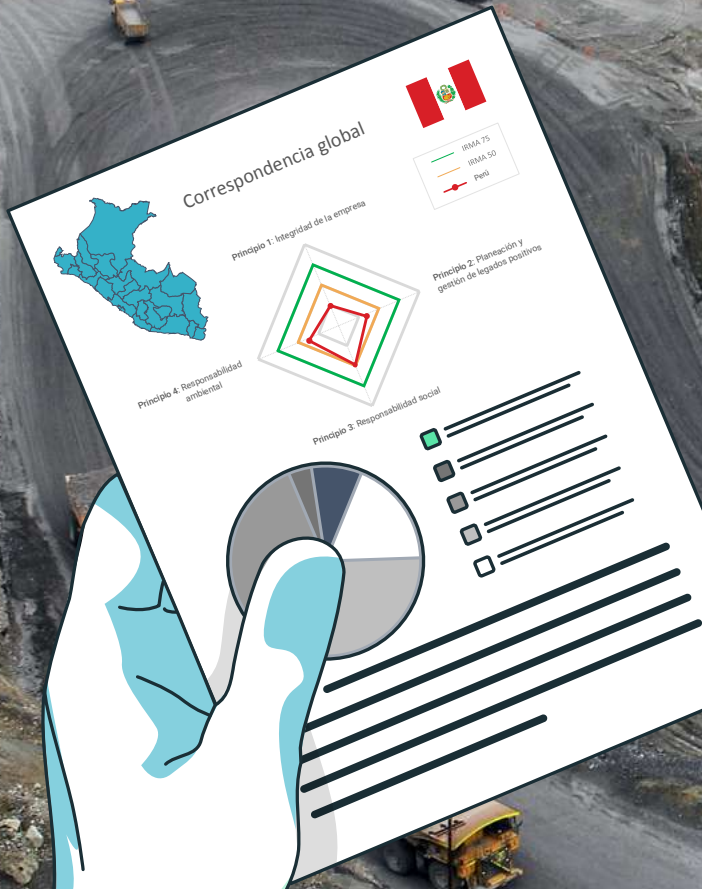 Correspondencia global
IRMA 75
IRMA 50
Perú
Principio 1: Integridad de la empresa
Principio 2: Planeación y
gestión de legados positivos
Principio 4: Responsabilidad
ambiental
Principio 3: Responsabilidad social